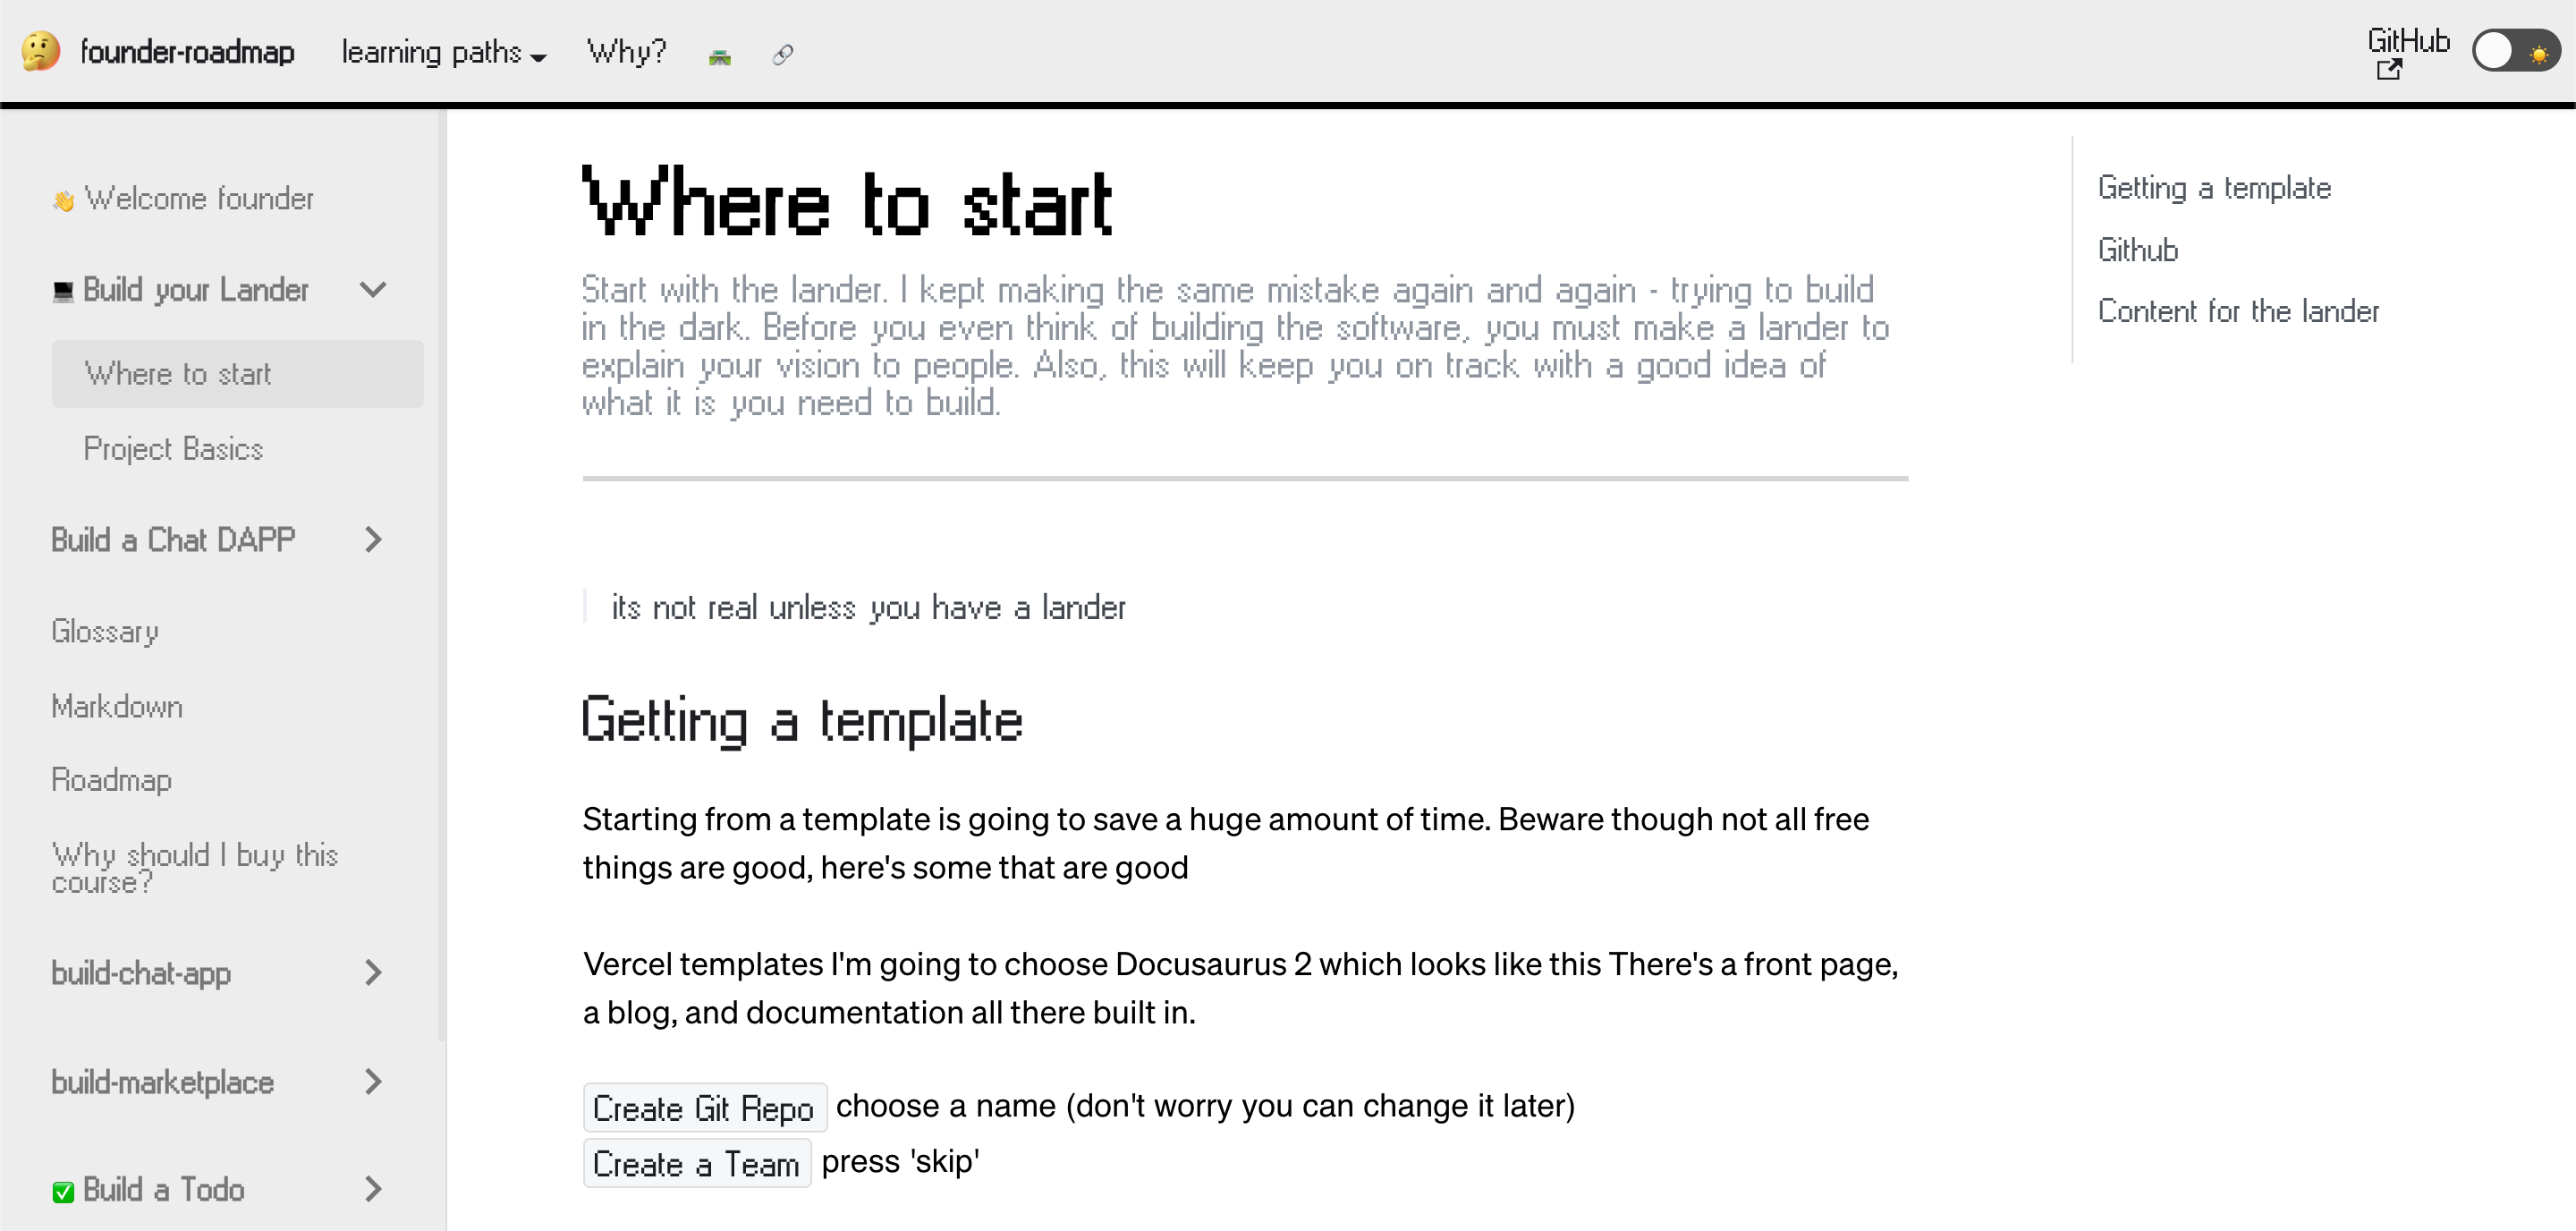 founder-roadmap
learning paths
Why?
GitHub
👋 Welcome founder
💻 Build your Lander
Where to start
Project Basics
Build a Chat DAPP
Glossary
Markdown
Roadmap
Why should I buy this
course?
build-chat-app
build-marketplace
✅ Build a Todo
Where to start
Start with the lander. I kept making the same mistake again and again - trying to build
in the dark. Before you even think of building the software, you must make a lander to
explain your vision to people. Also, this will keep you on track with a good idea of
what it is you need to build.
its not real unless you have a lander
Getting a template
Starting from a template is going to save a huge amount of time. Beware though not all free
things are good, here's some that are good
Vercel templates I'm going to choose Docusaurus 2 which looks like this There's a front page,
a blog, and documentation all there built in.
Create Git Repo choose a name (don't worry you can change it later)
Create a Team press 'skip'
Getting a template
Github
Content for the lander